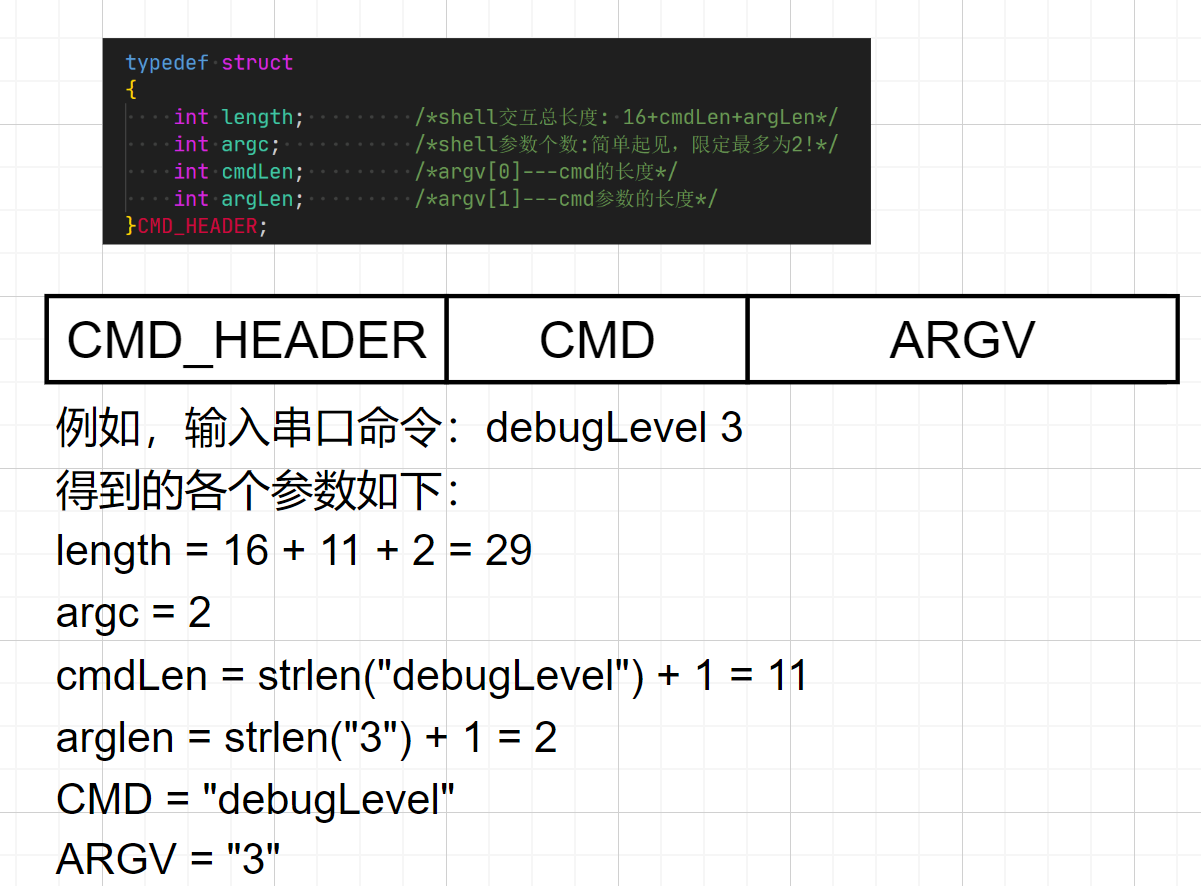 typedef struct
{
int length; /*shell交互总长度: 16+cmdLen+argLen*/
int argc; /*shell参数个数:简单起见，限定最多为2!*/
int cmdLen; /*argv[0]---cmd的长度*/
int argLen; /*argv[1]---cmd参数的长度*/
}CMD_HEADER;
CMD_HEADER CMD ARGV
例如，输入串口命令：debugLevel 3
得到的各个参数如下：
length = 16 + 11 + 2 = 29
argc = 2
cmdLen = strlen("debugLevel") + 1 = 11
arglen = strlen("3") + 1 = 2
CMD = "debugLevel"
ARGV = "3"